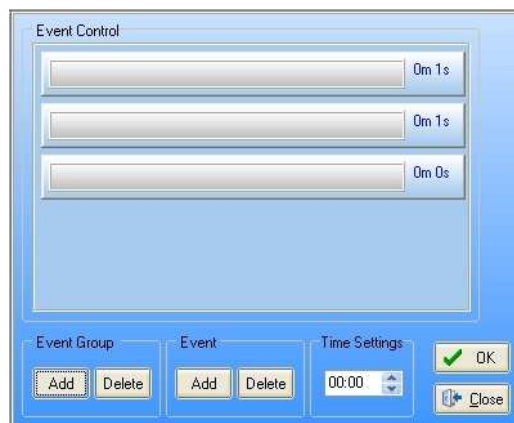 Event Control
0m 1s
0m 1s
0m 0s
Event Group
Event
Time Settings
Add
Delete
Add
Delete
00:00
OK
Close